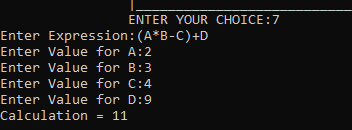 ENTER YOUR CHOICE:7
Enter Expression:(A*B-C)+D
Enter Value for A:2
Enter Value for B:3
Enter Value for C:4
Enter Value for D:9
Calculation = 11